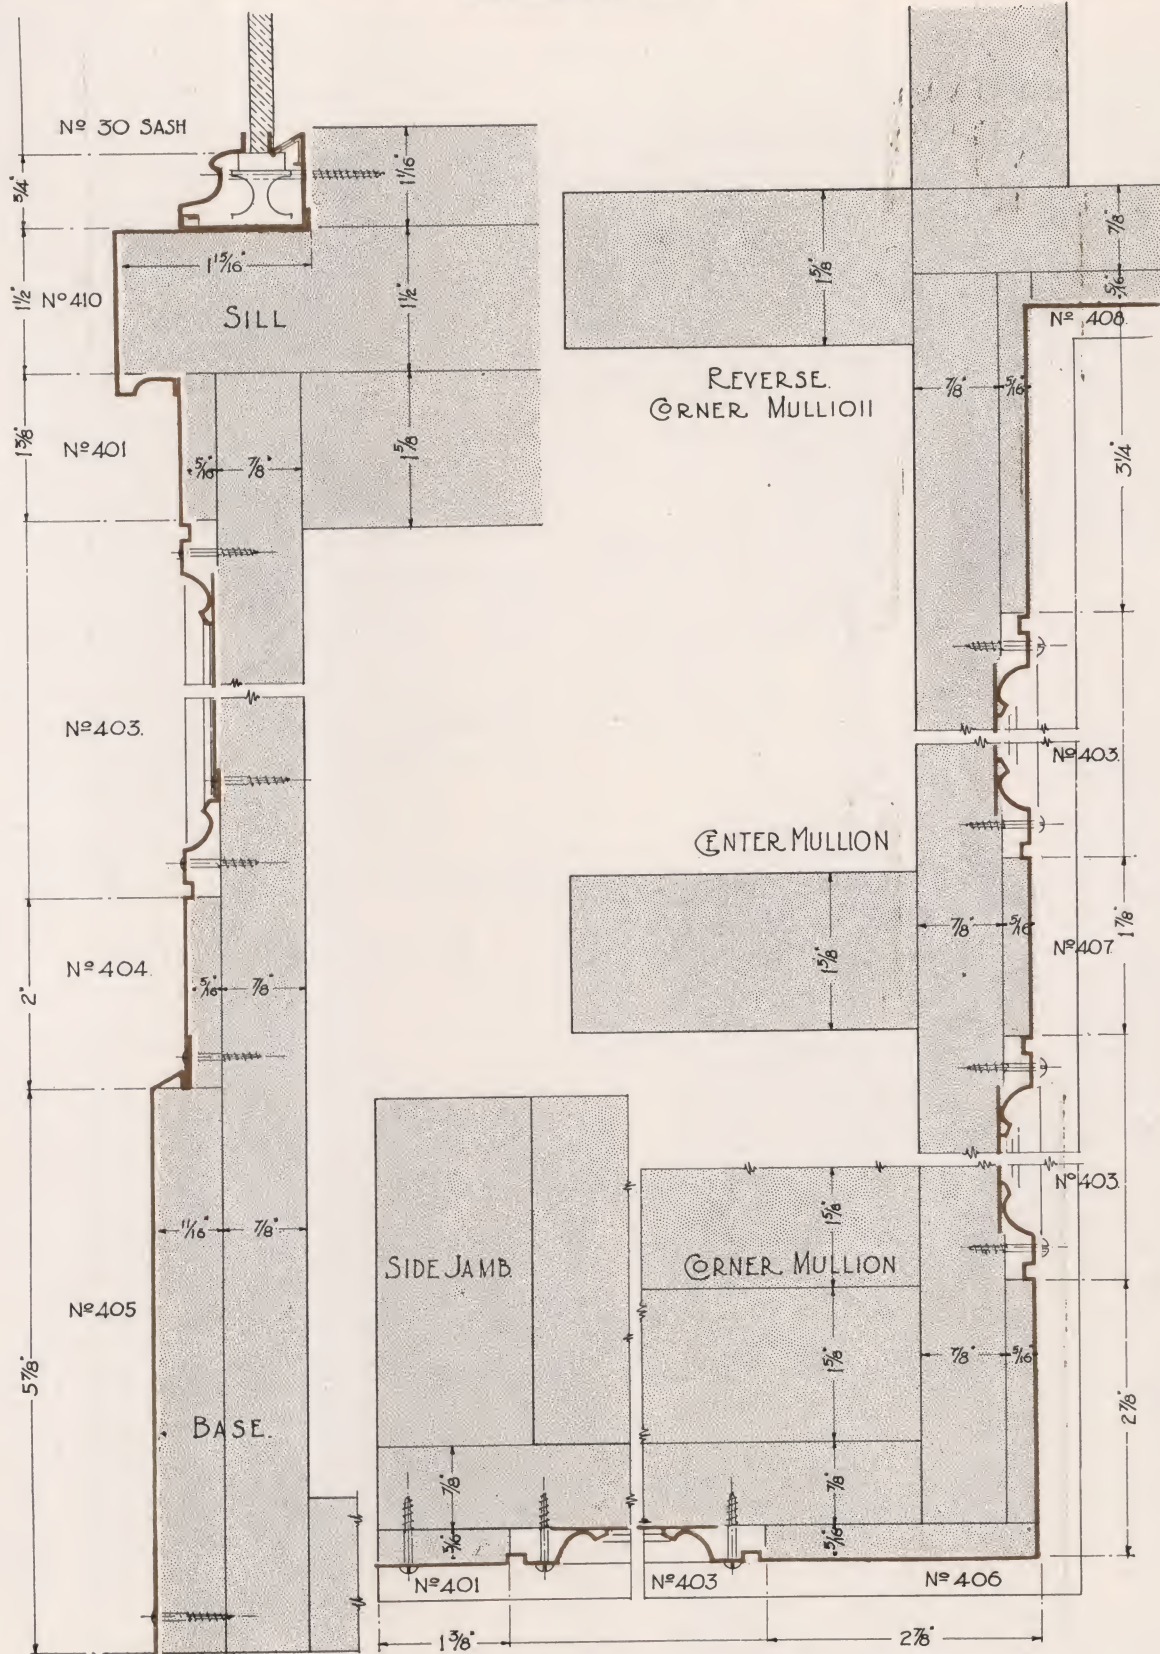 Nº 30 SASH
3/4"
1 1/16"
Nº 410
1 1/2"
1 15/16"
SILL
1 1/2"
1 3/8"
Nº 401
5/16"
7/8"
1 5/8
Nº 403.
Nº 404.
2"
5/16"
7/8"
11/16"
7/8"
Nº 405
5 7/8"
BASE.
1 5/8"
7/8"
5/16"
Nº 408.
REVERSE.
CORNER MULLION
7/8"
5/16"
3 1/4"
Nº 403.
CENTER MULLION
1 5/8"
7/8"
5/16"
Nº 407
1 7/8"
Nº 403.
SIDE JAMB.
CORNER MULLION
1 5/8"
1 5/8"
7/8"
5/16"
2 7/8"
7/8"
7/8"
5/16"
5/16"
Nº 401
Nº 403
Nº 406
1 3/8"
2 7/8"